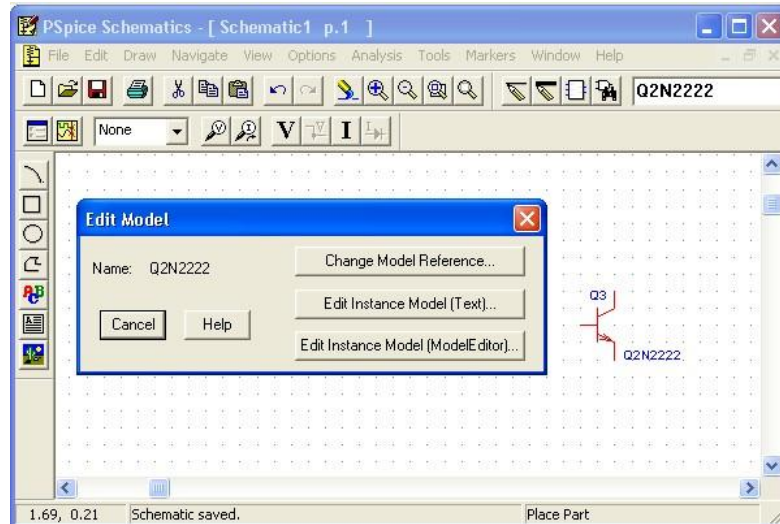 PSpice Schematics - [ Schematic1 p.1 ]
File Edit Draw Navigate View Options Analysis Tools Markers Window Help
Q2N2222
None V I
ABC
Edit Model
Name: Q2N2222
Change Model Reference...
Edit Instance Model (Text)...
Cancel Help
Edit Instance Model (ModelEditor)...
Q3
Q2N2222
1.69, 0.21 Schematic saved. Place Part